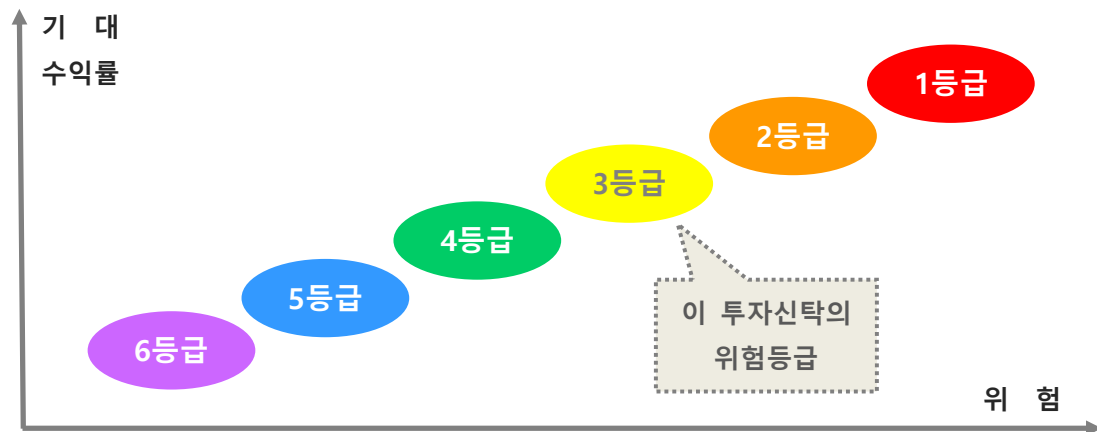 기 대
수익률
1등급
2등급
3등급
4등급
5등급
6등급
이 투자신탁의
위험등급
위 험